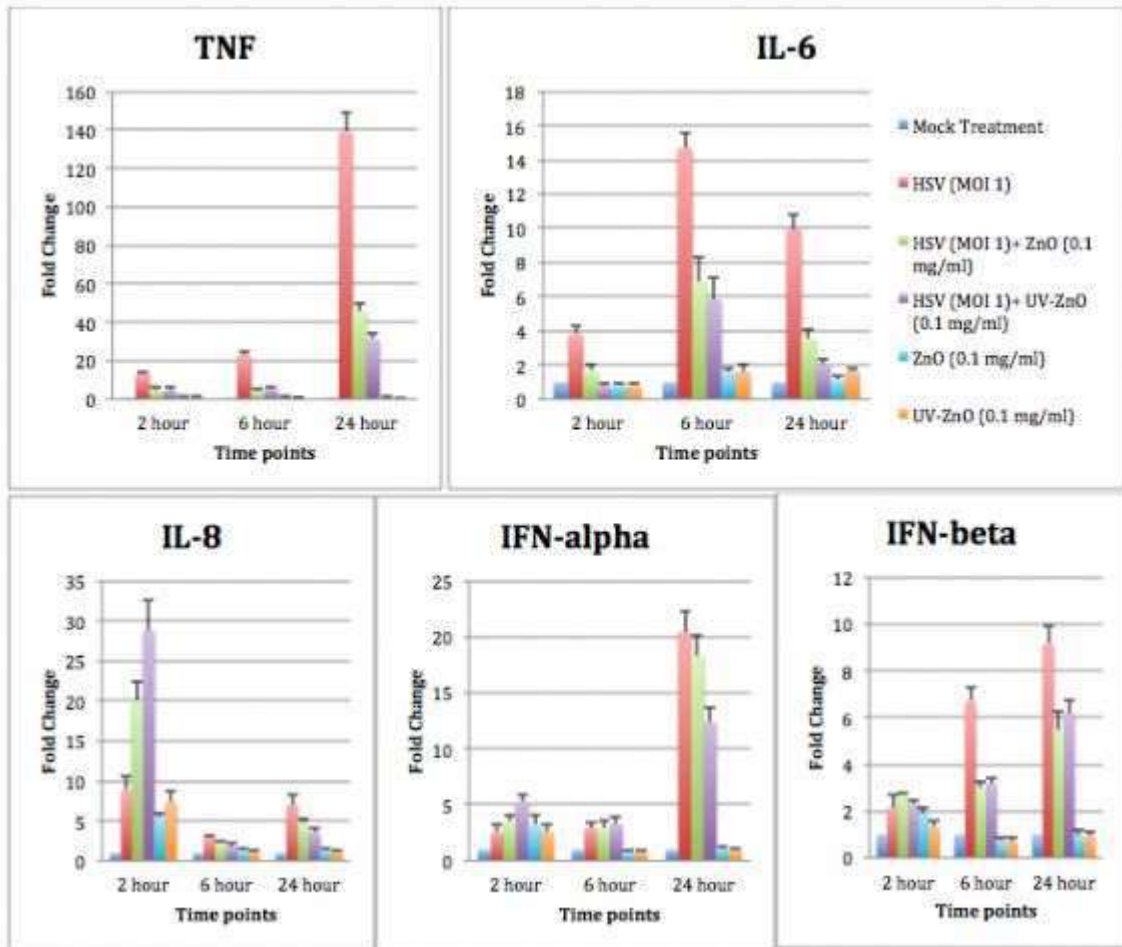 TNF
160
140
120
100
80
60
40
20
0
Fold Change
2 hour 6 hour 24 hour
Time points
IL-6
18
16
14
12
10
8
6
4
2
0
Fold Change
2 hour 6 hour 24 hour
Time points
Mock Treatment
HSV (MOI 1)
HSV (MOI 1)+ ZnO (0.1
mg/ml)
HSV (MOI 1)+ UV-ZnO
(0.1 mg/ml)
ZnO (0.1 mg/ml)
UV-ZnO (0.1 mg/ml)
IL-8
35
30
25
20
15
10
5
0
Fold Change
2 hour 6 hour 24 hour
Time points
IFN-alpha
25
20
15
10
5
0
Fold Change
2 hour 6 hour 24 hour
Time points
IFN-beta
12
10
8
6
4
2
0
Fold Change
2 hour 6 hour 24 hour
Time points